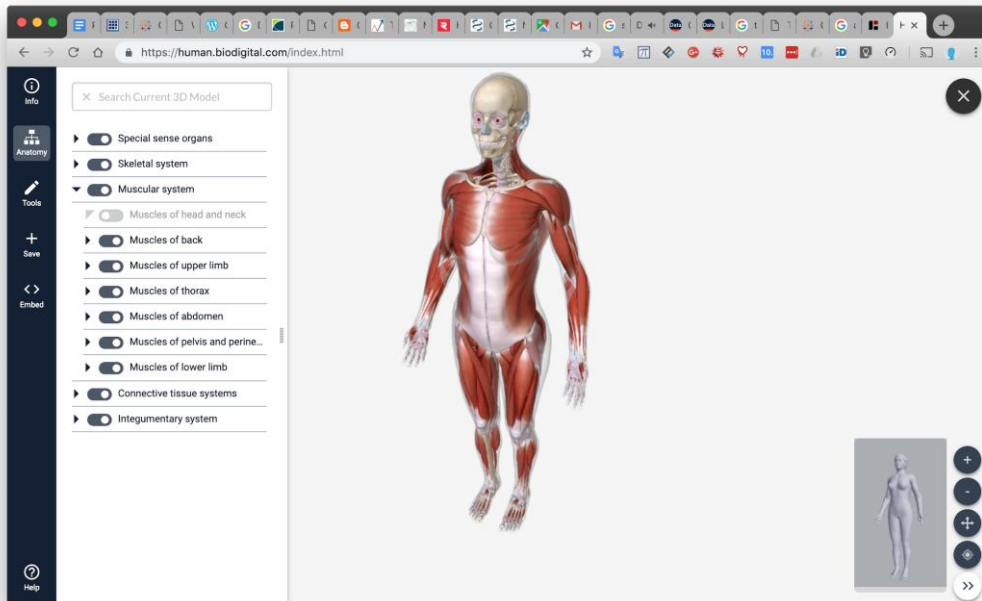 https://human.biodigital.com/index.html
Info
Anatomy
Tools
Save
Embed
Help
Search Current 3D Model
Special sense organs
Skeletal system
Muscular system
Muscles of head and neck
Muscles of back
Muscles of upper limb
Muscles of thorax
Muscles of abdomen
Muscles of pelvis and perine...
Muscles of lower limb
Connective tissue systems
Integumentary system